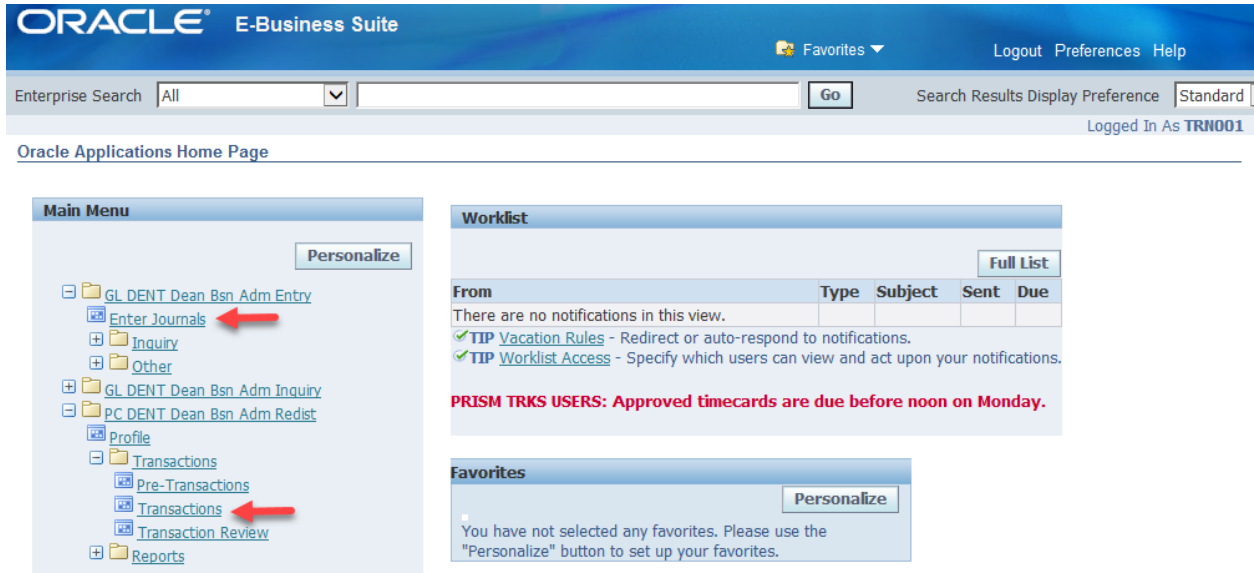 ORACLE® E-Business Suite
Favorites Logout Preferences Help
Enterprise Search All Go Search Results Display Preference Standard
Logged In As TRN001
Oracle Applications Home Page
Main Menu
Personalize
GL DENT Dean Bsn Adm Entry
Enter Journals
Inquiry
Other
GL DENT Dean Bsn Adm Inquiry
PC DENT Dean Bsn Adm Redist
Profile
Transactions
Pre-Transactions
Transactions
Transaction Review
Reports
Worklist
Full List
From Type Subject Sent Due
There are no notifications in this view.
TIP Vacation Rules - Redirect or auto-respond to notifications.
TIP Worklist Access - Specify which users can view and act upon your notifications.
PRISM TRKS USERS: Approved timecards are due before noon on Monday.
Favorites
Personalize
You have not selected any favorites. Please use the
"Personalize" button to set up your favorites.